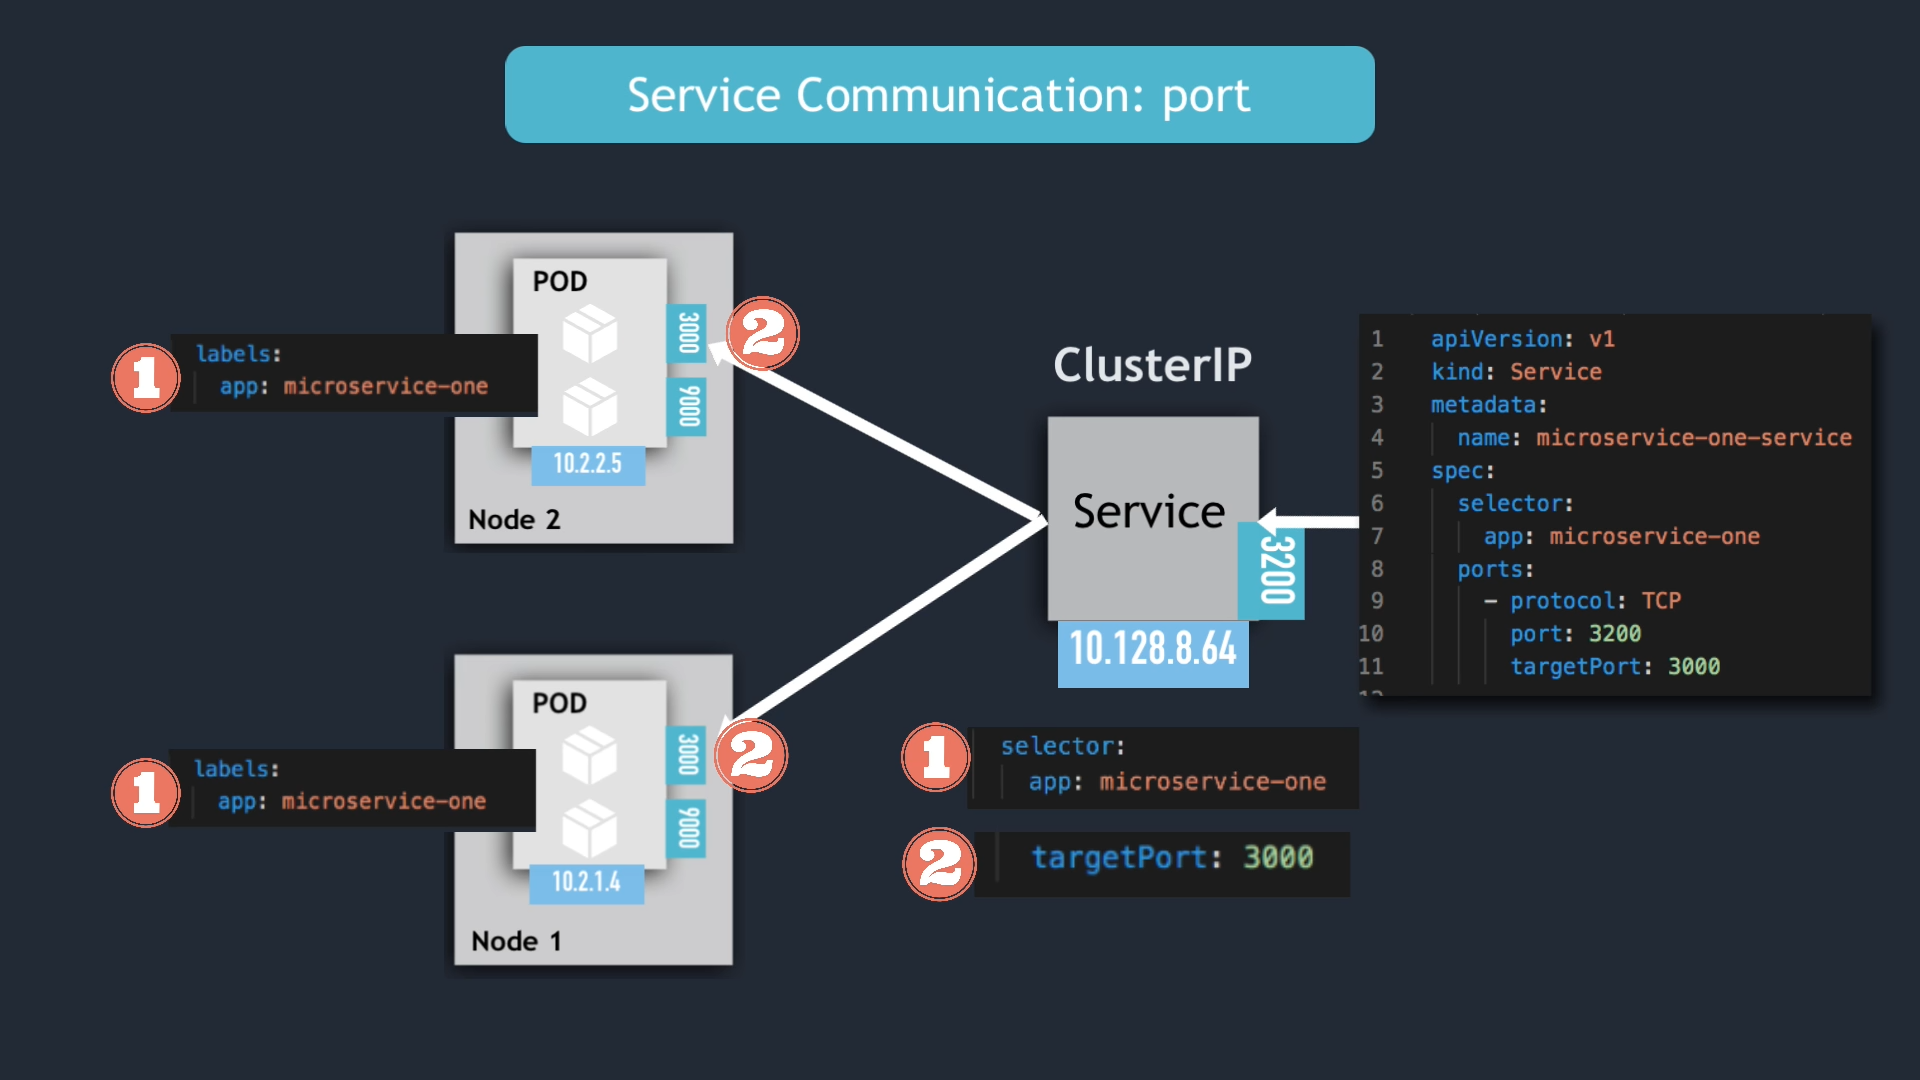 Service Communication: port
POD
3000
9000
10.2.2.5
Node 2
1
labels:
app: microservice-one
2
ClusterIP
Service
3200
10.128.8.64
1 apiVersion: v1
2 kind: Service
3 metadata:
4 name: microservice-one-service
5 spec:
6 selector:
7 app: microservice-one
8 ports:
9 - protocol: TCP
10 port: 3200
11 targetPort: 3000
12
POD
3000
9000
10.2.1.4
Node 1
1
labels:
app: microservice-one
2
1
selector:
app: microservice-one
2
targetPort: 3000